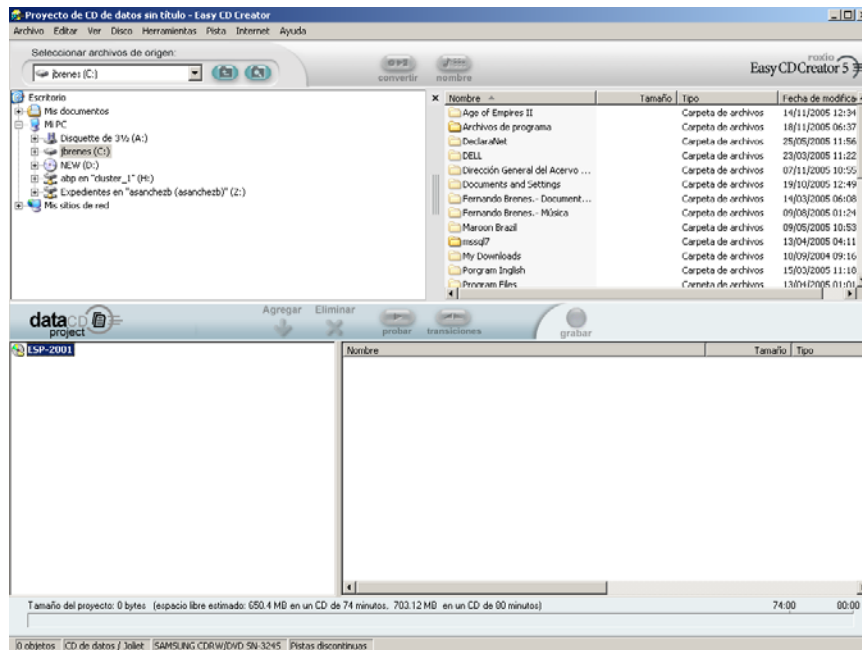 Proyecto de CD de datos sin título - Easy CD Creator
Archivo Editar Ver Disco Herramientas Pista Internet Ayuda
Seleccionar archivos de origen:
jbrenes (C:)
convertir
nombre
roxio
Easy CD Creator 5
Escritorio
Mis documentos
Mi PC
Disquette de 3½ (A:)
jbrenes (C:)
NEW (D:)
abp en "cluster_1" (H:)
Expedientes en "asanchezb (asanchezb)" (Z:)
Mis sitios de red
Nombre Tamaño Tipo Fecha de modifica
Age of Empires II Carpeta de archivos 14/11/2005 12:34
Archivos de programa Carpeta de archivos 18/11/2005 06:37
DeclaraNet Carpeta de archivos 25/05/2005 11:56
DELL Carpeta de archivos 23/03/2005 11:22
Dirección General del Acervo ... Carpeta de archivos 07/11/2005 10:55
Documents and Settings Carpeta de archivos 19/10/2005 12:49
Fernando Brenes.- Document... Carpeta de archivos 14/03/2005 06:08
Fernando Brenes.- Música Carpeta de archivos 09/08/2005 01:24
Maroon Brazil Carpeta de archivos 09/05/2005 10:53
mssql7 Carpeta de archivos 13/04/2005 04:11
My Downloads Carpeta de archivos 10/09/2004 09:16
Porgram Inglish Carpeta de archivos 15/03/2005 11:10
Program Files Carpeta de archivos 13/04/2005 01:01
data CD project
Agregar
Eliminar
probar
transiciones
grabar
ESP-2001
Nombre Tamaño Tipo
Tamaño del proyecto: 0 bytes (espacio libre estimado: 650.4 MB en un CD de 74 minutos, 703.12 MB en un CD de 80 minutos)
74:00 80:00
0 objetos CD de datos / Joliet SAMSUNG CDRW/DVD SN-324S Pistas discontinuas